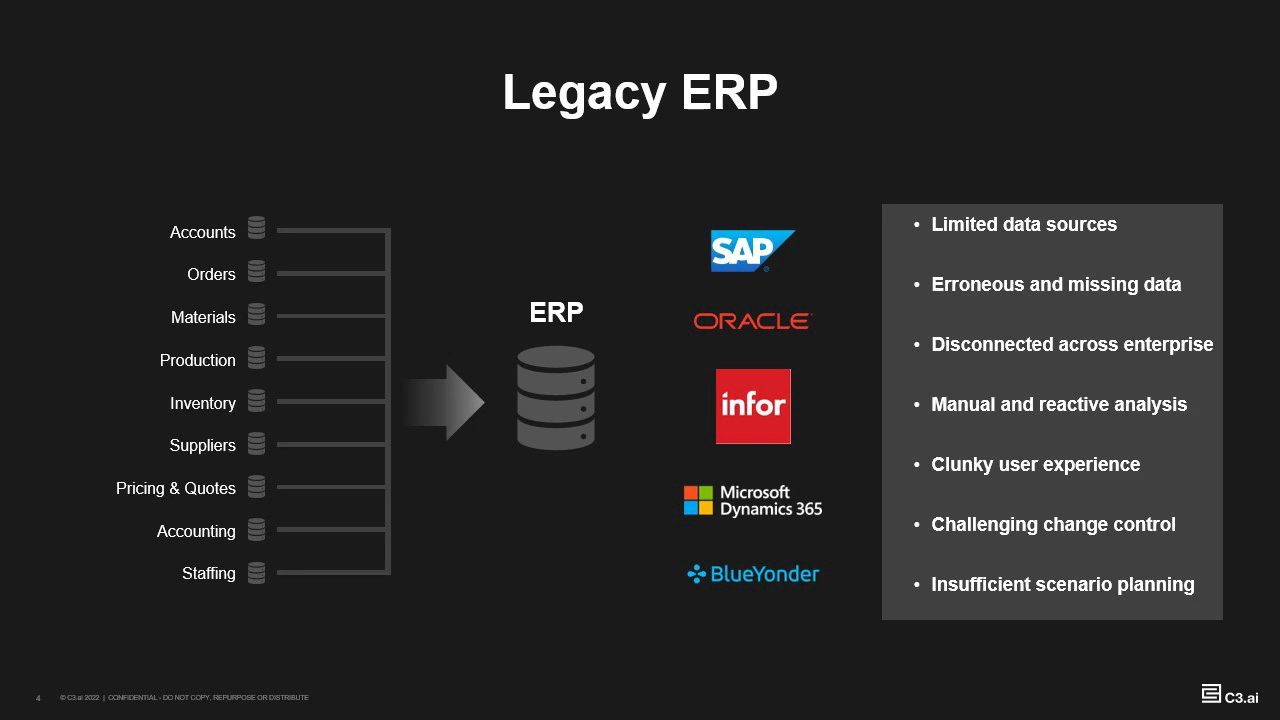 Legacy ERP
Accounts
Orders
Materials
Production
Inventory
Suppliers
Pricing & Quotes
Accounting
Staffing
ERP
SAP
®
ORACLE
infor
Microsoft
Dynamics 365
BlueYonder
• Limited data sources
• Erroneous and missing data
• Disconnected across enterprise
• Manual and reactive analysis
• Clunky user experience
• Challenging change control
• Insufficient scenario planning
4
© C3.ai 2022 | CONFIDENTIAL - DO NOT COPY, REPURPOSE OR DISTRIBUTE
C3.ai